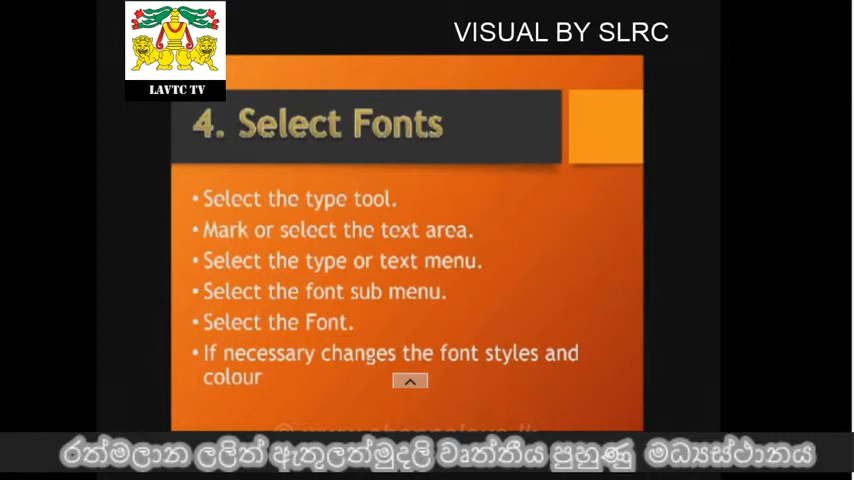 VISUAL BY SLRC
LAVTC TV
4. Select Fonts
• Select the type tool.
• Mark or select the text area.
• Select the type or text menu.
• Select the font sub menu.
• Select the Font.
• If necessary changes the font styles and
colour
රත්මලාන ලලිත් ඇතුලත්මුදලි වෘත්තීය පුහුණු මධ්‍යස්ථානය